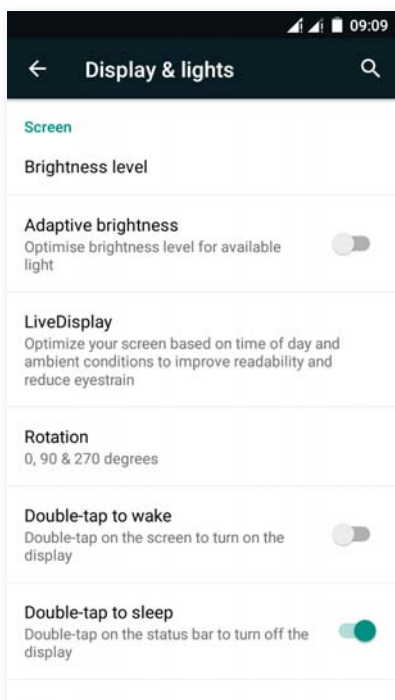 09:09
Display & lights
Screen
Brightness level
Adaptive brightness
Optimise brightness level for available
light
LiveDisplay
Optimize your screen based on time of day and
ambient conditions to improve readability and
reduce eyestrain
Rotation
0, 90 & 270 degrees
Double-tap to wake
Double-tap on the screen to turn on the
display
Double-tap to sleep
Double-tap on the status bar to turn off the
display